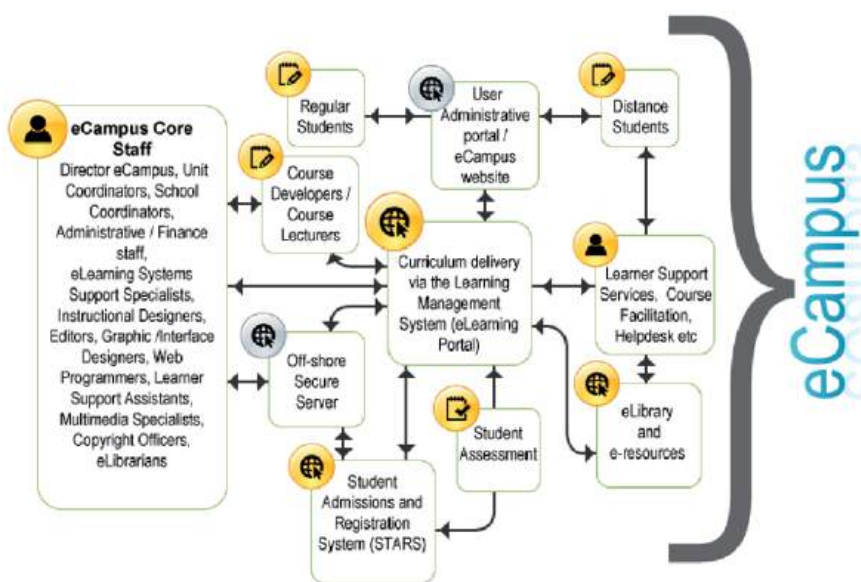 eCampus Core
Staff
Director eCampus, Unit
Coordinators, School
Coordinators,
Administrative / Finance
staff,
eLearning Systems
Support Specialists,
Instructional Designers,
Editors, Graphic /Interface
Designers, Web
Programmers, Learner
Support Assistants,
Multimedia Specialists,
Copyright Officers,
eLibrarians
Regular
Students
User
Administrative
portal /
eCampus
website
Distance
Students
Course
Developers /
Course
Lecturers
Curriculum delivery
via the Learning
Management
System (eLearning
Portal)
Learner Support
Services, Course
Facilitation,
Helpdesk etc
Off-shore
Secure
Server
Student
Assessment
eLibrary
and
e-resources
Student
Admissions and
Registration
System (STARS)
eCampus